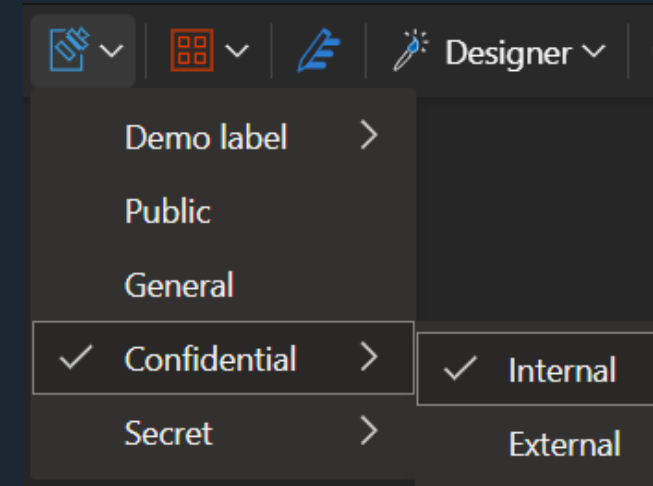 Designer
Demo label
Public
General
Confidential
Internal
Secret
External